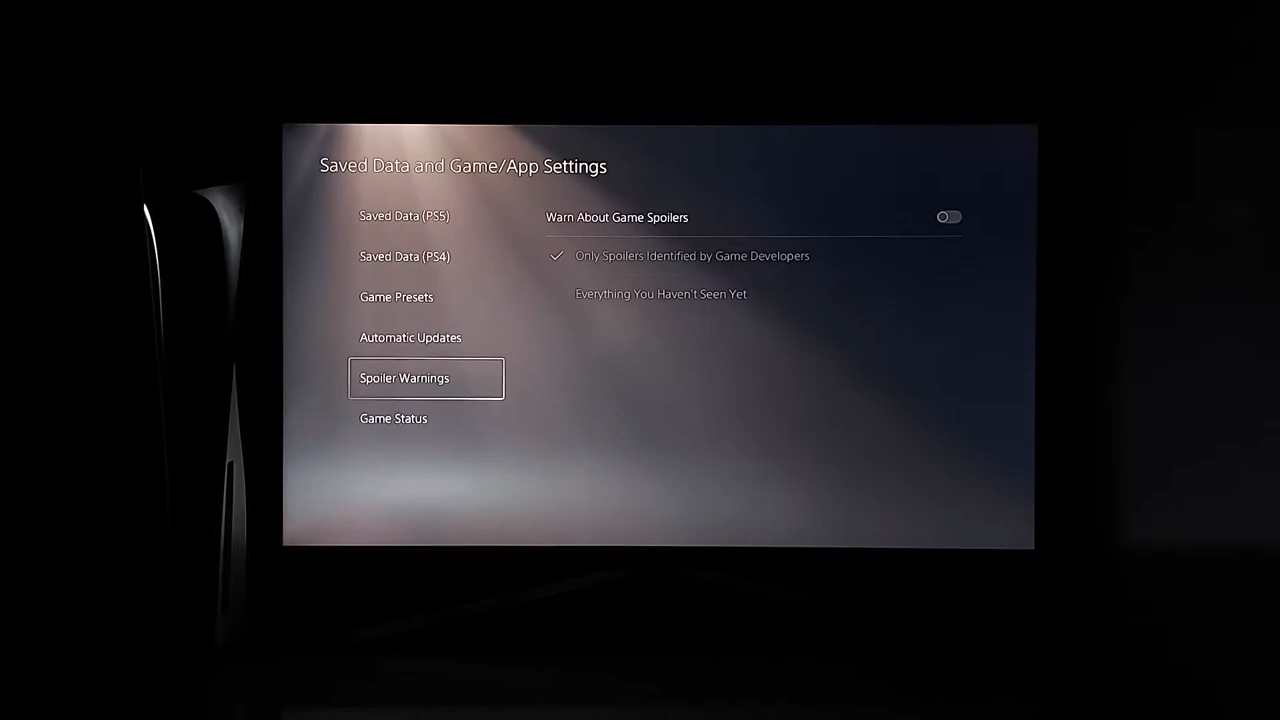 Saved Data and Game/App Settings
Saved Data (PS5)
Saved Data (PS4)
Game Presets
Automatic Updates
Spoiler Warnings
Game Status
Warn About Game Spoilers
Only Spoilers Identified by Game Developers
Everything You Haven't Seen Yet